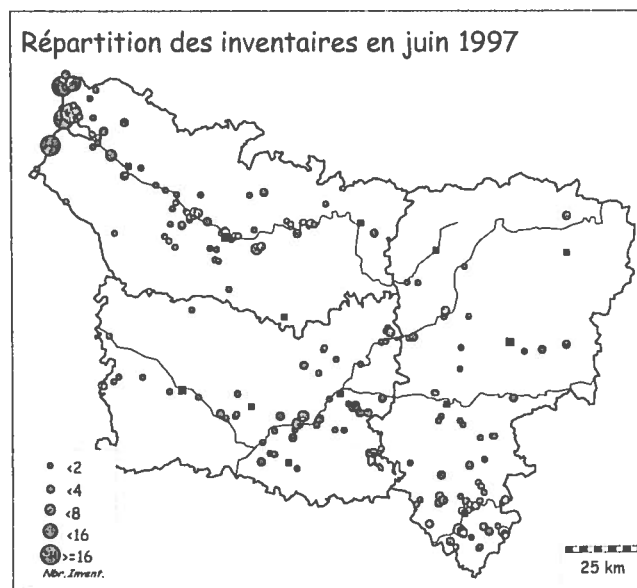 Répartition des inventaires en juin 1997
<2
<4
<8
<16
>=16
Nbr. Invent.
25 km